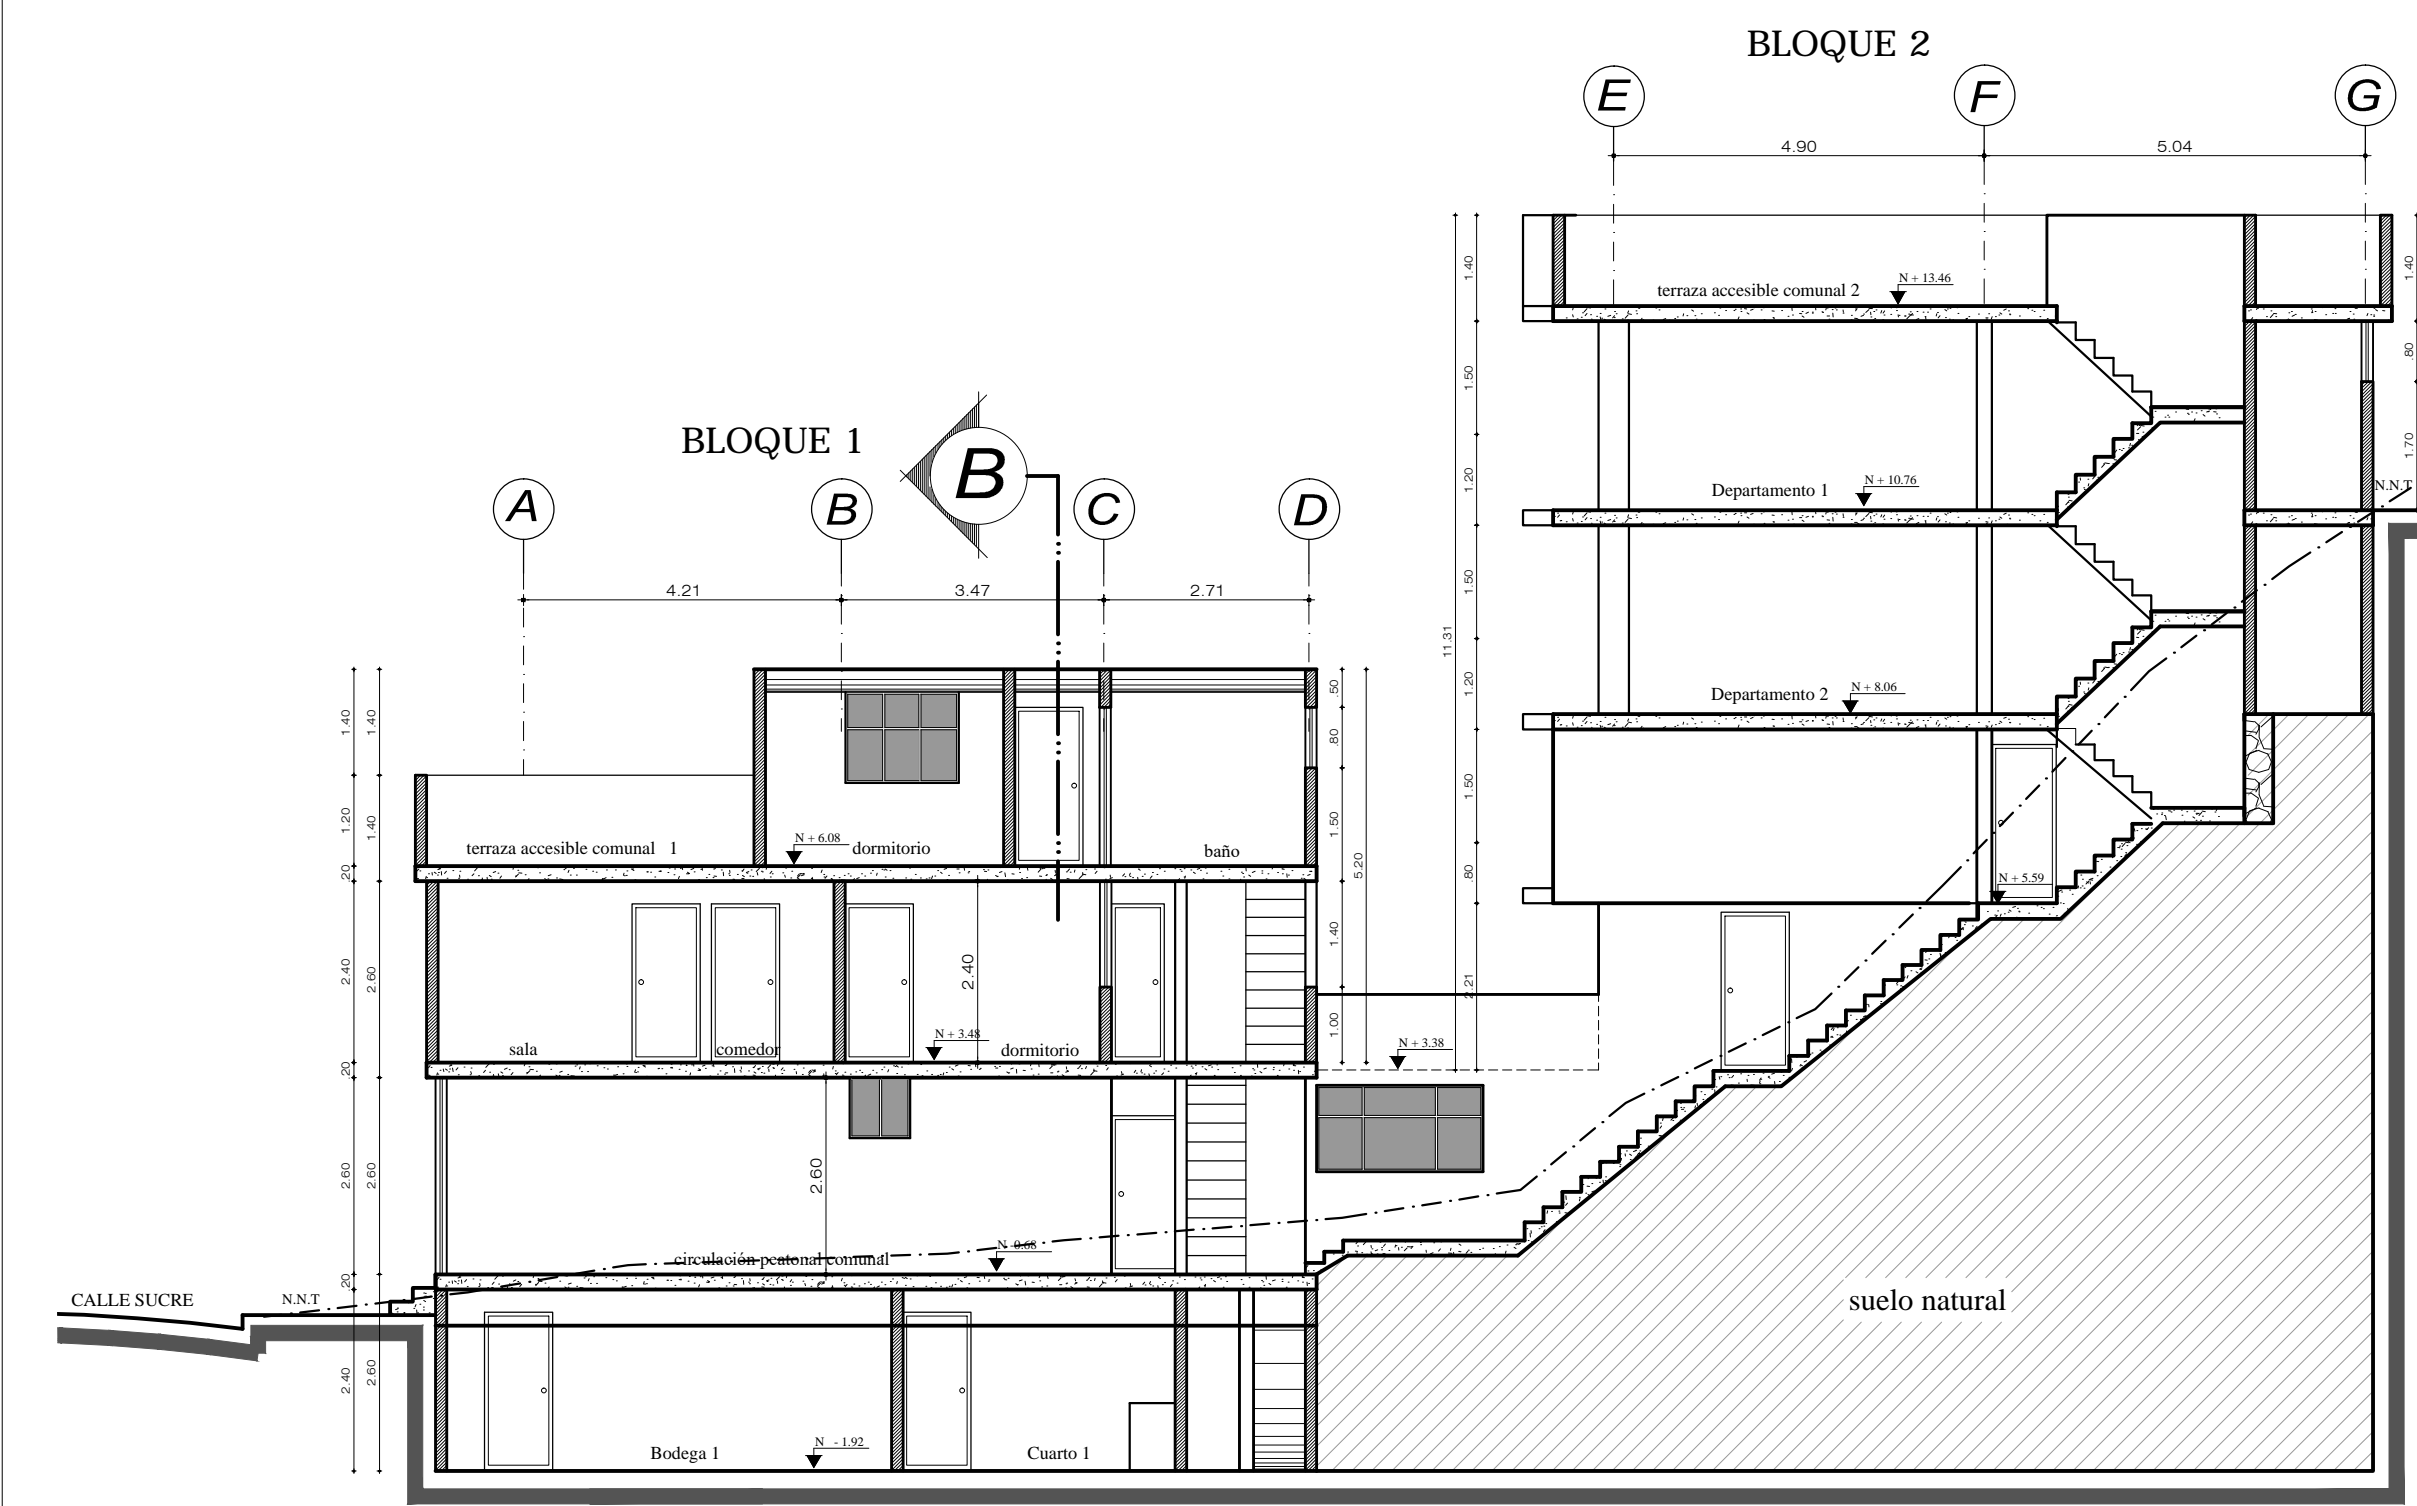 BLOQUE 2
E F G
4.90 5.04
1.40 1.40
N + 13.46
terraza accesible comunal 2
1.50 .80
BLOQUE 1
B
1.20 1.70
N + 10.76
Departamento 1
N.N.T
A B C D
4.21 3.47 2.71
1.50
11.31
1.20
N + 8.06
Departamento 2
1.40 1.40
.50
.80
1.50
1.20 1.40
N + 6.08
terraza accesible comunal 1
dormitorio
baño
1.50
5.20
.20
.80
N + 5.59
2.40 2.60
2.40
1.40
2.21
1.00
N + 3.48
N + 3.38
sala
comedor
dormitorio
.20
2.60 2.60
2.60
N -0.68
circulación peatonal comunal
.20
CALLE SUCRE
N.N.T
suelo natural
2.40 2.60
N - 1.92
Bodega 1
Cuarto 1